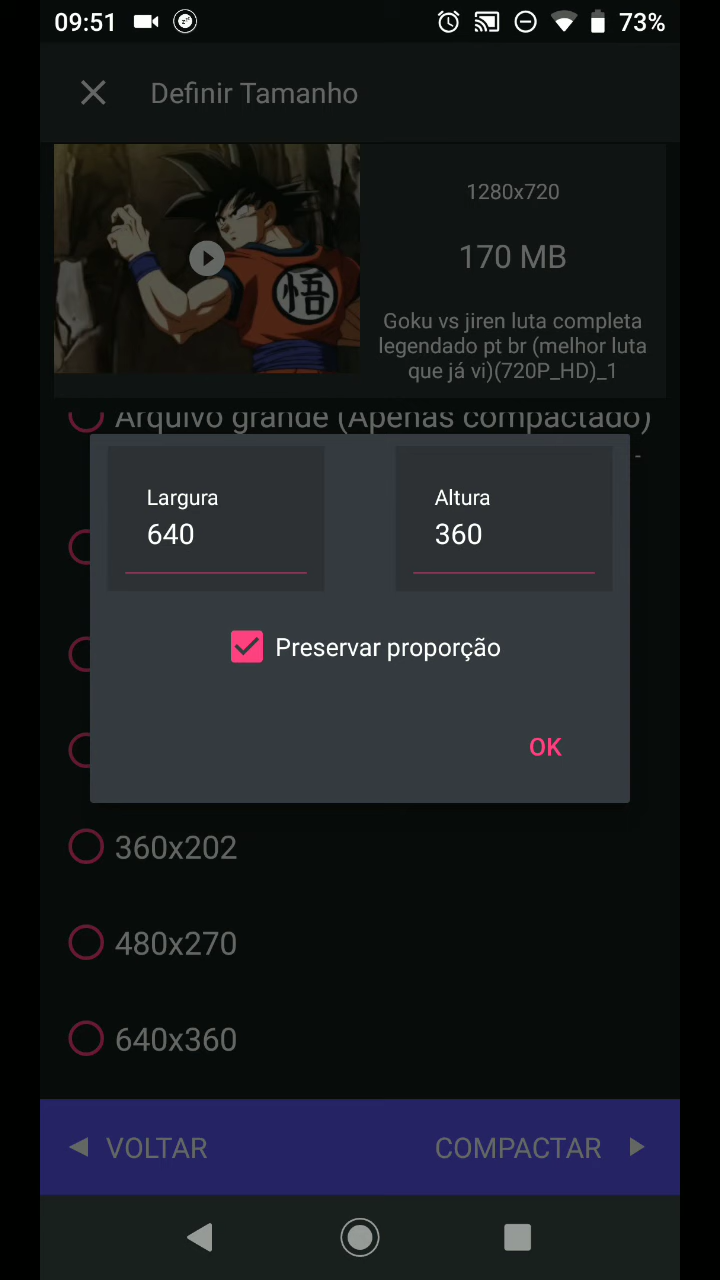 09:51
73%
Definir Tamanho
1280x720
170 MB
悟
Goku vs jiren luta completa
legendado pt br (melhor luta
que já vi)(720P_HD)_1
Arquivo grande (Apenas compactado)
Largura
640
Altura
360
Preservar proporção
OK
360x202
480x270
640x360
VOLTAR
COMPACTAR